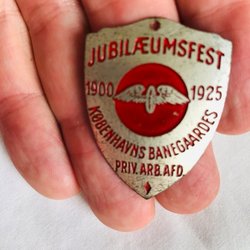 JUBILÆUMSFEST
1900 1925
KØBENHAVNS BANEGAARDES
PRIV. ARB. AFD.